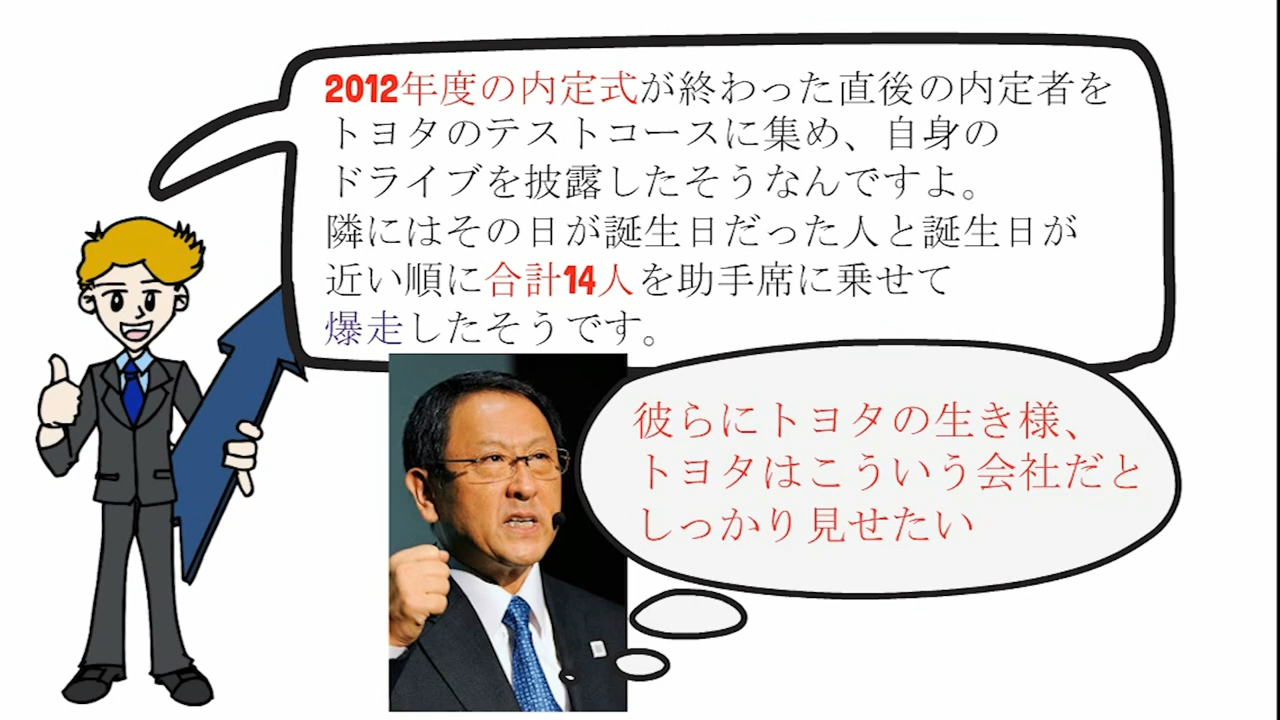 2012年度の内定式が終わった直後の内定者を
トヨタのテストコースに集め、自身の
ドライブを披露したそうなんですよ。
隣にはその日が誕生日だった人と誕生日が
近い順に合計14人を助手席に乗せて
爆走したそうです。
彼らにトヨタの生き様、
トヨタはこういう会社だと
しっかり見せたい